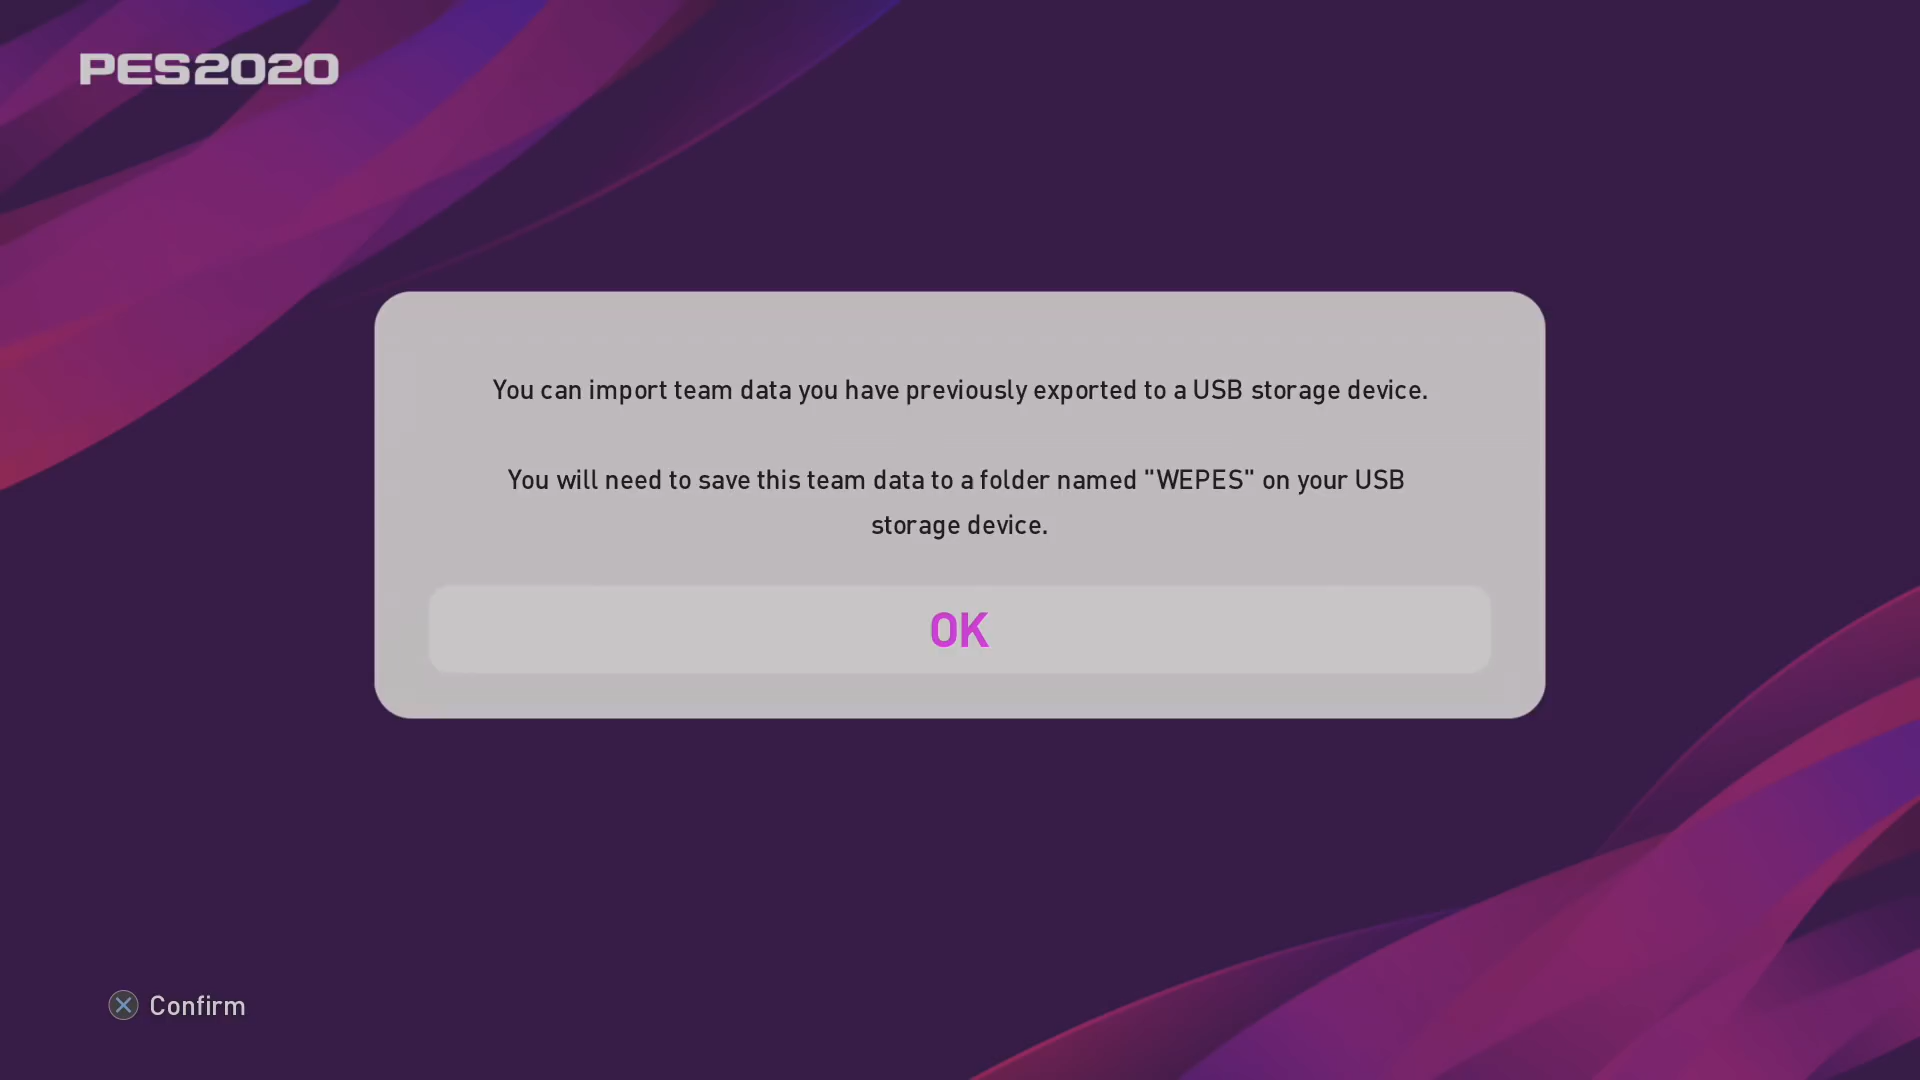 PES2020
You can import team data you have previously exported to a USB storage device.
You will need to save this team data to a folder named "WEPES" on your USB
storage device.
OK
Confirm